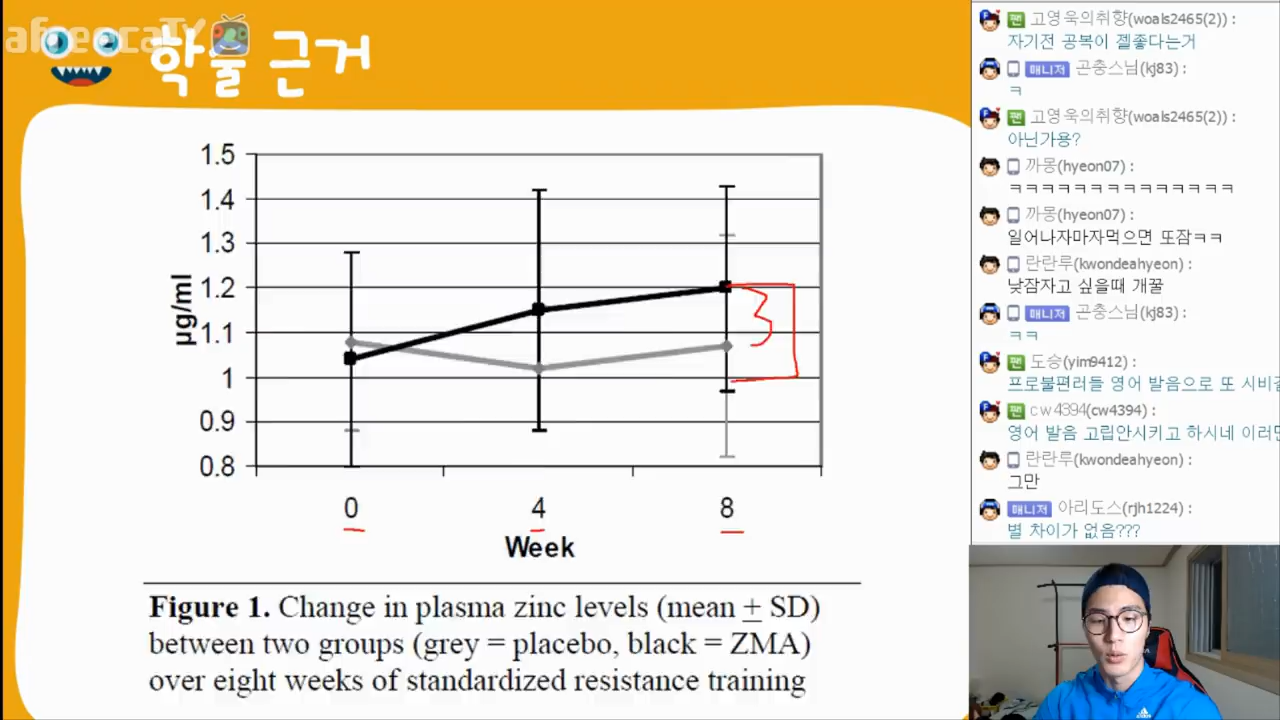 afreecaTV
학술 근거
1.5
1.4
1.3
1.2
1.1
1
0.9
0.8
µg/ml
0 4 8
Week
3
Figure 1. Change in plasma zinc levels (mean ± SD)
between two groups (grey = placebo, black = ZMA)
over eight weeks of standardized resistance training
팬 고영욱의취향(woals2465(2)) :
자기전 공복이 젤좋다는거
매니저 곤충스님(kj83) :
ㅋ
팬 고영욱의취향(woals2465(2)) :
아닌가용?
까몽(hyeon07) :
ㅋㅋㅋㅋㅋㅋㅋㅋㅋㅋㅋㅋㅋㅋ
까몽(hyeon07) :
일어나자마자먹으면 또잠ㅋㅋ
란란루(kwondeahyeon) :
낮잠자고 싶을때 개꿀
매니저 곤충스님(kj83) :
ㅋㅋ
팬 도승(yim9412) :
프로불편러들 영어 발음으로 또 시비
팬 cw4394(cw4394) :
영어 발음 고립안시키고 하시네 이러
란란루(kwondeahyeon) :
그만
매니저 아리도스(rjh1224) :
별 차이가 없음???